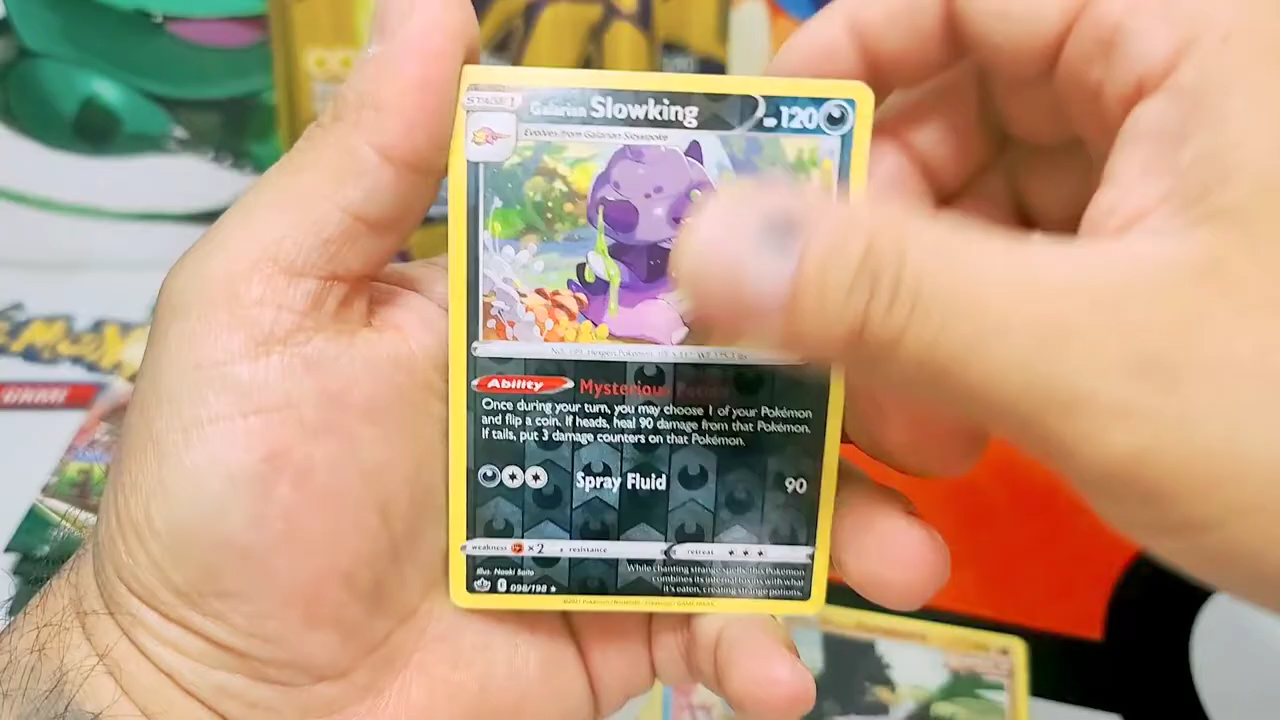 STAGE 1
Galarian Slowking
120
Evolves from Galarian Slowpoke
Ability Mysterious
Once during your turn, you may choose 1 of your Pokémon
and flip a coin. If heads, heal 90 damage from that Pokémon.
If tails, put 3 damage counters on that Pokémon.
Spray Fluid 90
weakness ×2 resistance retreat
Illus. Naoki Saito
098/198
While chanting strange spells, this Pokémon
combines its internal toxins with what
it's eaten, creating strange potions.